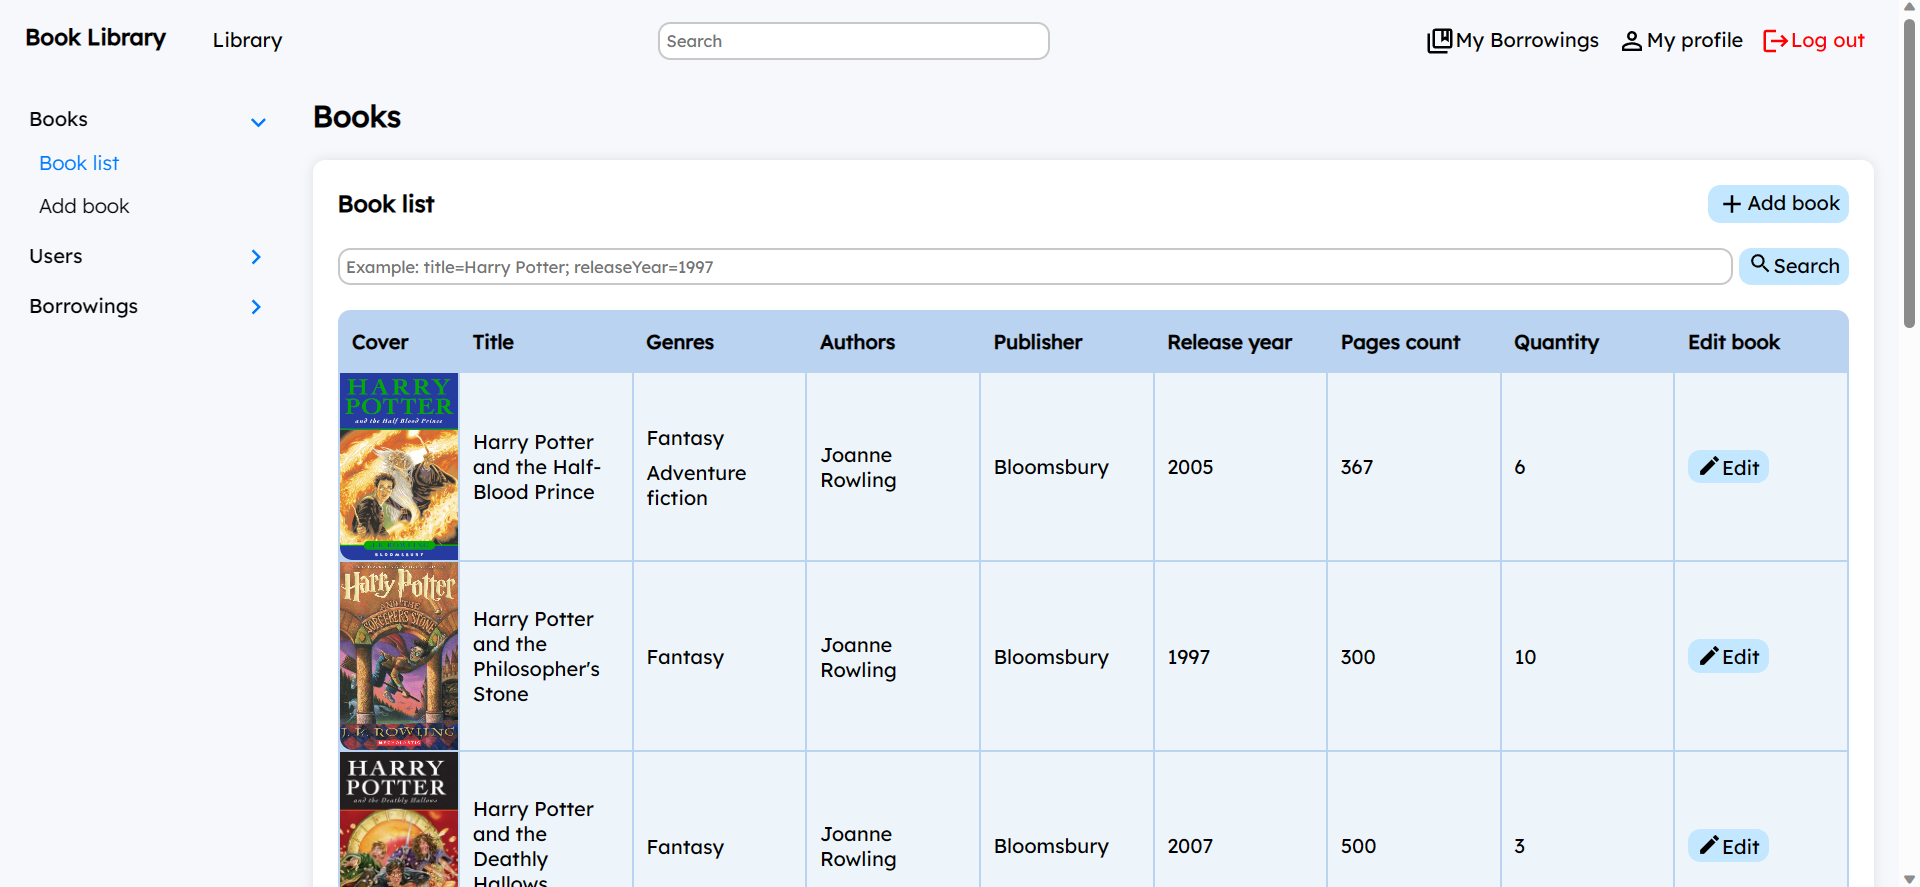 Book Library
Library
Search
My Borrowings
My profile
Log out
Books
Book list
Add book
Users
Borrowings
Books
Book list
Add book
Example: title=Harry Potter; releaseYear=1997
Search
Cover
Title
Genres
Authors
Publisher
Release year
Pages count
Quantity
Edit book
HARRY
POTTER
and the Half Blood Prince
BLOOMSBURY
Harry Potter
and the Half-
Blood Prince
Fantasy
Adventure
fiction
Joanne
Rowling
Bloomsbury
2005
367
6
Edit
Harry Potter
AND THE
SORCERER'S STONE
J. K. ROWLING
SCHOLASTIC
Harry Potter
and the
Philosopher's
Stone
Fantasy
Joanne
Rowling
Bloomsbury
1997
300
10
Edit
HARRY
POTTER
and the Deathly Hallows
Harry Potter
and the
Deathly
Hallows
Fantasy
Joanne
Rowling
Bloomsbury
2007
500
3
Edit